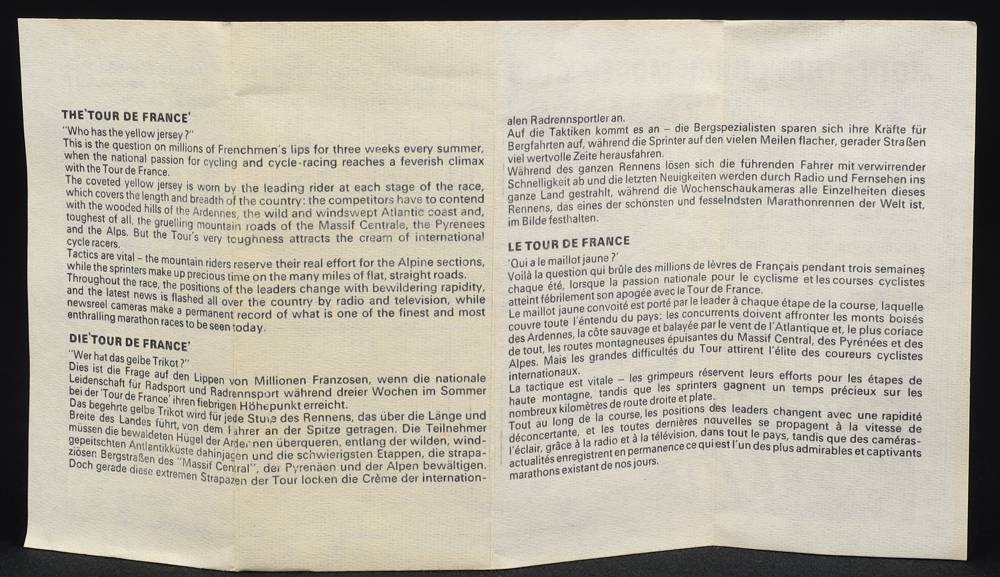 THE 'TOUR DE FRANCE'
"Who has the yellow jersey?"
This is the question on millions of Frenchmen's lips for three weeks every summer,
when the national passion for cycling and cycle-racing reaches a feverish climax
with the Tour de France.
The coveted yellow jersey is worn by the leading rider at each stage of the race,
which covers the length and breadth of the country: the competitors have to contend
with the wooded hills of the Ardennes, the wild and windswept Atlantic coast and,
toughest of all, the gruelling mountain roads of the Massif Centrale, the Pyrenees
and the Alps. But the Tour's very toughness attracts the cream of international
cycle racers.
Tactics are vital – the mountain riders reserve their real effort for the Alpine sections,
while the sprinters make up precious time on the many miles of flat, straight roads.
Throughout the race, the positions of the leaders change with bewildering rapidity,
and the latest news is flashed all over the country by radio and television, while
newsreel cameras make a permanent record of what is one of the finest and most
enthralling marathon races to be seen today.
DIE 'TOUR DE FRANCE'
"Wer hat das gelbe Trikot?"
Dies ist die Frage auf den Lippen von Millionen Franzosen, wenn die nationale
Leidenschaft für Radsport und Radrennsport während dreier Wochen im Sommer
bei der 'Tour de France' ihren fiebrigen Höhepunkt erreicht.
Das begehrte gelbe Trikot wird für jede Stufe des Rennens, das über die Länge und
Breite des Landes führt, von dem Fahrer an der Spitze getragen. Die Teilnehmer
müssen die bewaldeten Hügel der Ardennen überqueren, entlang der wilden, wind-
gepeitschten Antlantikküste dahinjagen und die schwierigsten Etappen, die strapa-
ziösen Bergstraßen des "Massif Central", der Pyrenäen und der Alpen bewältigen.
Doch gerade diese extremen Strapazen der Tour locken die Crême der internation-
alen Radrennsportler an.
Auf die Taktiken kommt es an – die Bergspezialisten sparen sich ihre Kräfte für
Bergfahrten auf, während die Sprinter auf den vielen Meilen flacher, gerader Straßen
viel wertvolle Zeite herausfahren.
Während des ganzen Rennens lösen sich die führenden Fahrer mit verwirrender
Schnelligkeit ab und die letzten Neuigkeiten werden durch Radio und Fernsehen ins
ganze Land gestrahlt, während die Wochenschaukameras alle Einzelheiten dieses
Rennens, das eines der schönsten und fesselndsten Marathonrennen der Welt ist,
im Bilde festhalten.
LE TOUR DE FRANCE
'Qui a le maillot jaune?'
Voilà la question qui brûle des millions de lèvres de Français pendant trois semaines
chaque été, lorsque la passion nationale pour le cyclisme et les courses cyclistes
atteint fébrilement son apogée avec le Tour de France.
Le maillot jaune convoité est porté par le leader à chaque étape de la course, laquelle
couvre toute l'éntendu du pays: les concurrents doivent affronter les monts boisés
des Ardennes, la côte sauvage et balayée par le vent de l'Atlantique et, le plus coriace
de tout, les routes montagneuses épuisantes du Massif Central, des Pyrénées et des
Alpes. Mais les grandes difficultés du Tour attirent l'élite des coureurs cyclistes
internationaux.
La tactique est vitale – les grimpeurs réservent leurs efforts pour les étapes de
haute montagne, tandis que les sprinters gagnent un temps précieux sur les
nombreux kilomètres de route droite et plate.
Tout au long de la course, les positions des leaders changent avec une rapidité
déconcertante, et les toutes dernières nouvelles se propagent à la vitesse de
l'éclair, grâce à la radio et à la télévision, dans tout le pays, tandis que des caméras-
actualités enregistrent en permanence ce qui est l'un des plus admirables et captivants
marathons existant de nos jours.